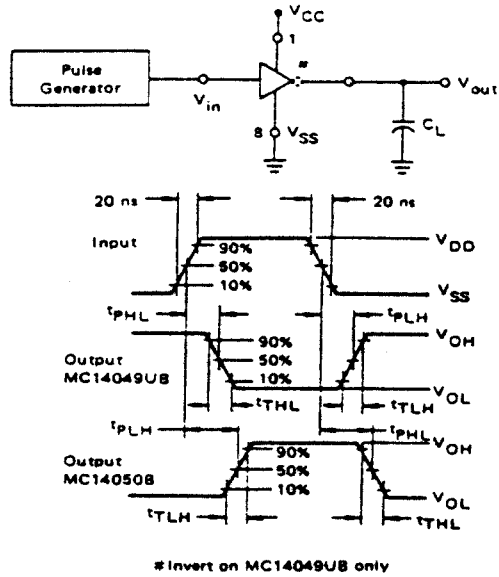 VCC
1
#
Pulse
Generator
Vin
Vout
8
VSS
CL
20 ns
20 ns
Input
90%
50%
10%
VDD
VSS
tPHL
tPLH
Output
MC14049UB
90%
50%
10%
VOH
VOL
tTHL
tTLH
tPLH
tPHL
Output
MC14050B
90%
50%
10%
VOH
VOL
tTLH
tTHL
# Invert on MC14049UB only